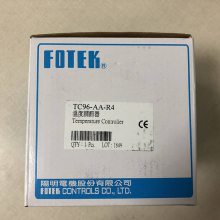 FOTEK®
TC96-AA-R4
溫度調節器
Temperature Controller
QTY : 1 Pcs LOT : 1849
陽明電機股份有限公司
FOTEK CONTROLS CO., LTD.